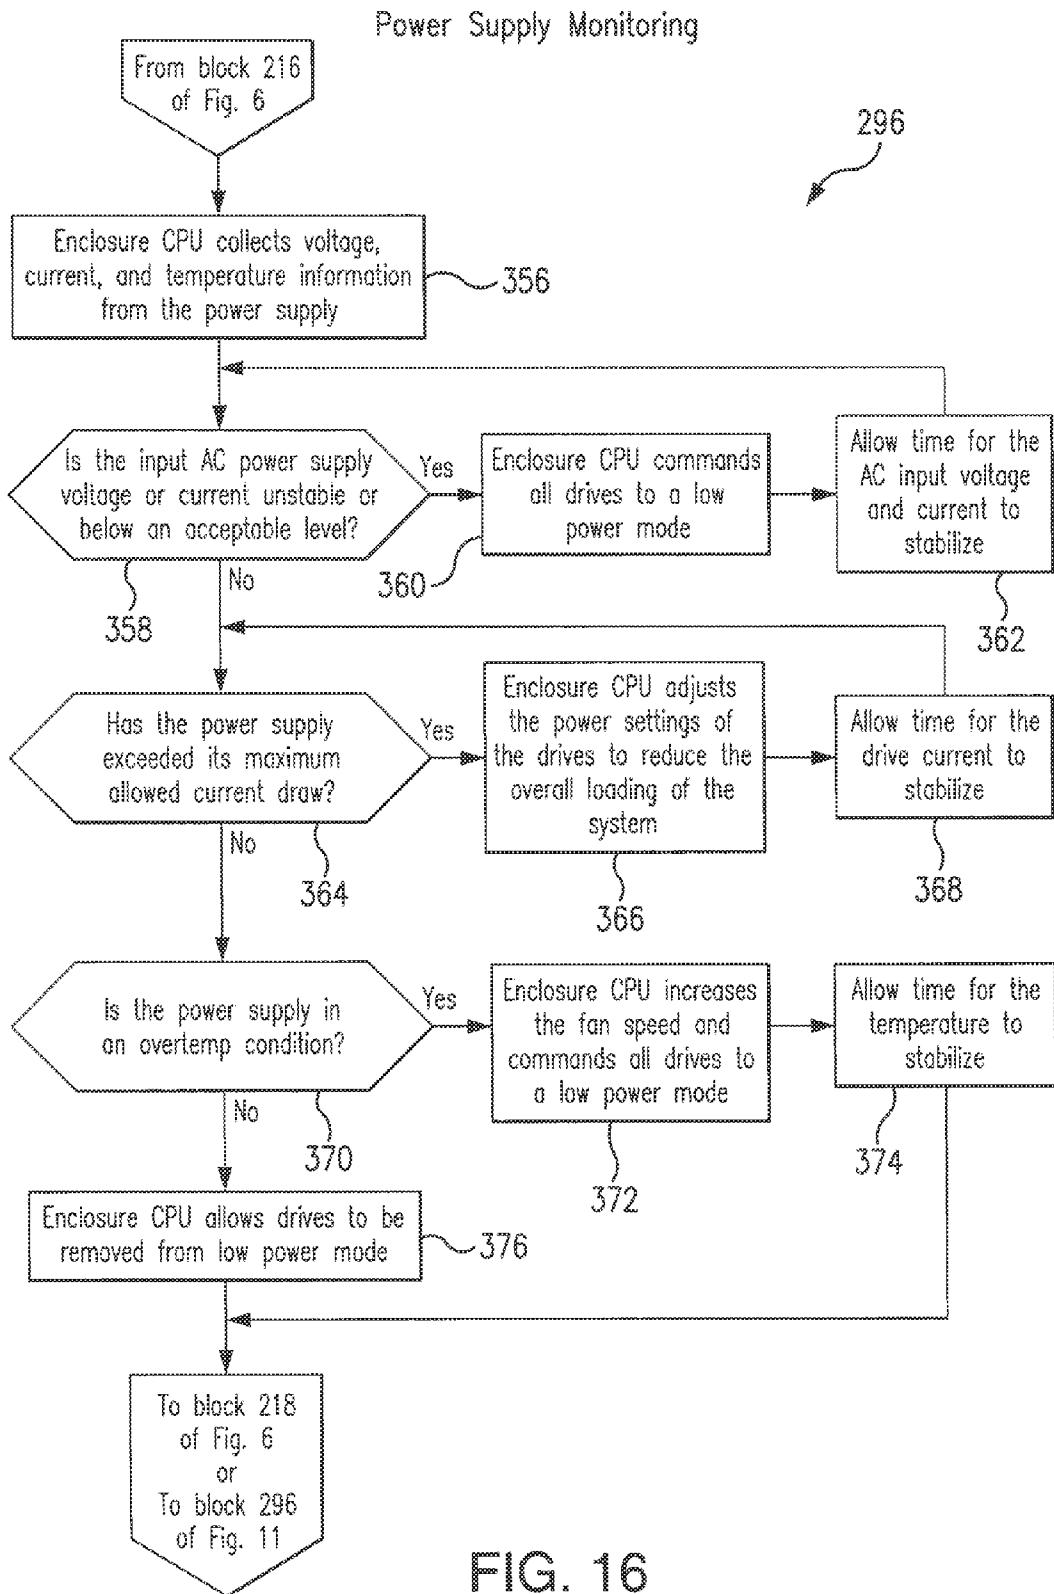 Power Supply Monitoring
From block 216
of Fig. 6
296
Enclosure CPU collects voltage,
current, and temperature information
from the power supply
356
Is the input AC power supply
voltage or current unstable or
below an acceptable level?
358
Yes
No
Enclosure CPU commands
all drives to a low
power mode
360
Allow time for the
AC input voltage
and current to
stabilize
362
Has the power supply
exceeded its maximum
allowed current draw?
364
Yes
No
Enclosure CPU adjusts
the power settings of
the drives to reduce the
overall loading of the
system
366
Allow time for the
drive current to
stabilize
368
Is the power supply in
an overtemp condition?
370
Yes
No
Enclosure CPU increases
the fan speed and
commands all drives to
a low power mode
372
Allow time for the
temperature to
stabilize
374
Enclosure CPU allows drives to be
removed from low power mode
376
To block 218
of Fig. 6
or
To block 296
of Fig. 11
FIG. 16